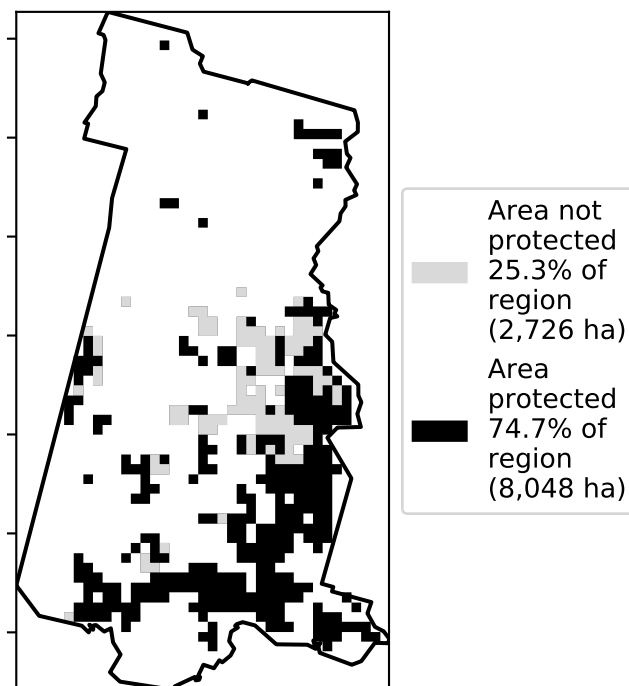 Area not
protected
25.3% of
region
(2,726 ha)
Area
protected
74.7% of
region
(8,048 ha)